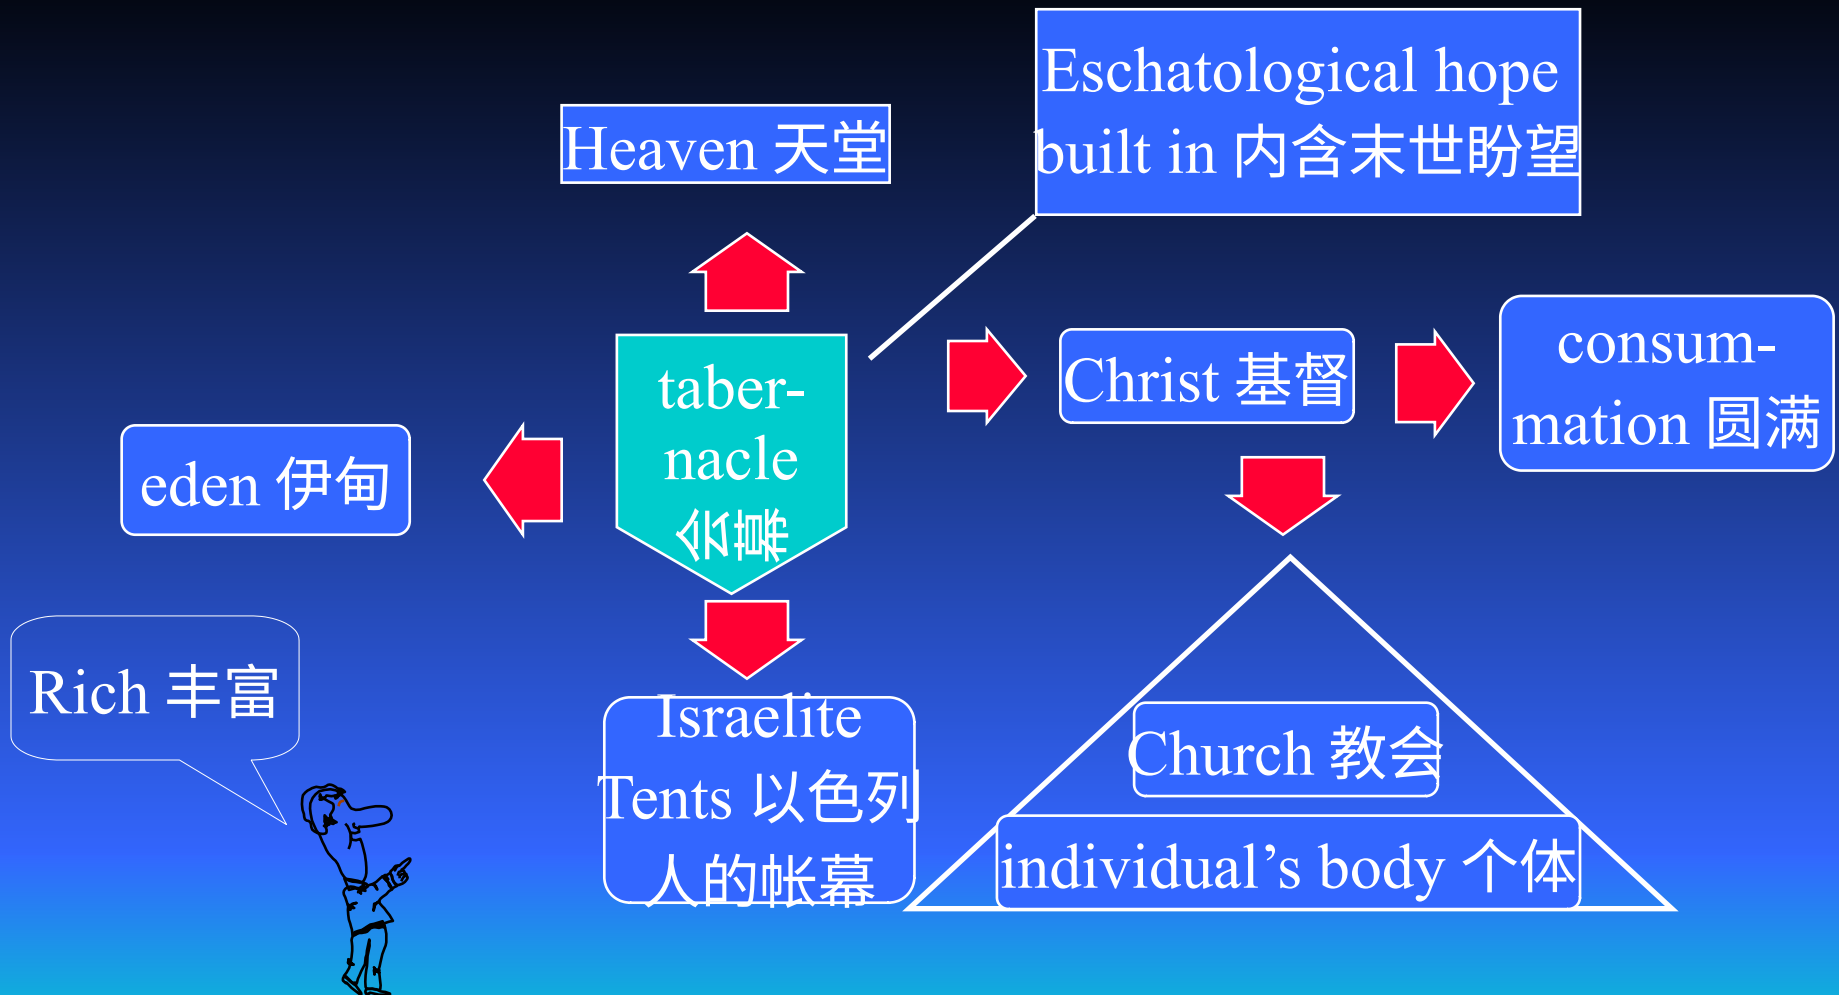 Eschatological hope
built in 内含末世盼望
Heaven 天堂
taber-
nacle
会幕
Christ 基督
consum-
mation 圆满
eden 伊甸
Rich 丰富
Israelite
Tents 以色列
人的帐幕
Church 教会
individual’s body 个体